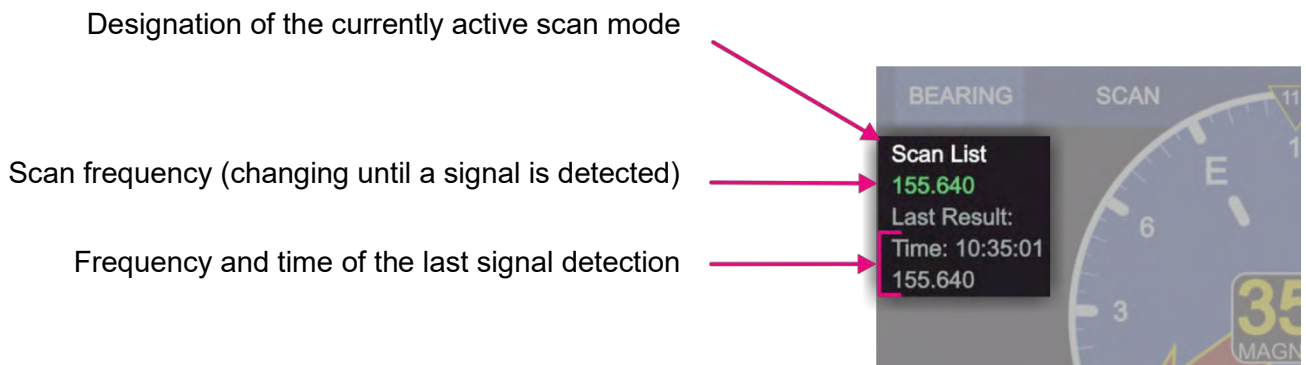 Designation of the currently active scan mode
BEARING SCAN
11
Scan List
Scan frequency (changing until a signal is detected)
155.640
E
Last Result:
6
Frequency and time of the last signal detection
Time: 10:35:01
155.640
3
35